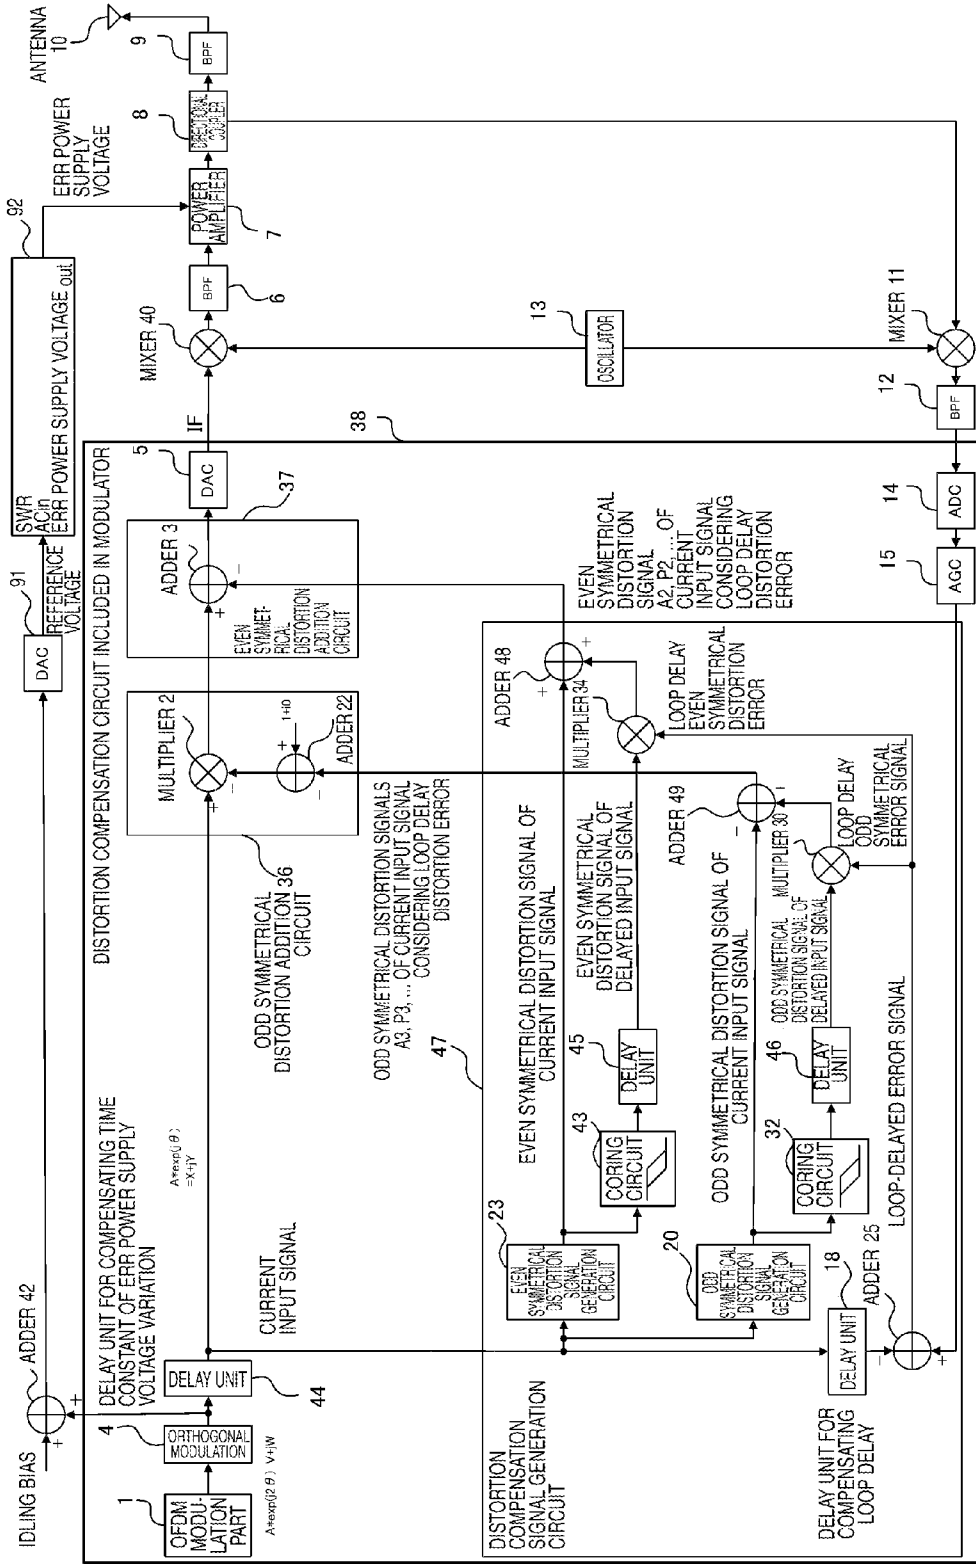 IDLING BIAS
ADDER 42
+
+
DAC
91
REFERENCE
VOLTAGE
SWR
ACin
ERR POWER SUPPLY VOLTAGE out
92
ERR POWER
SUPPLY
VOLTAGE
ANTENNA
10
DISTORTION COMPENSATION CIRCUIT INCLUDED IN MODULATOR
38
1
OFDM
MODU-
LATION
PART
A*exp(j2θ) V+jW
4
ORTHOGONAL
MODULATION
DELAY UNIT FOR COMPENSATING TIME
CONSTANT OF ERR POWER SUPPLY
VOLTAGE VARIATION
DELAY UNIT
44
CURRENT
INPUT SIGNAL
A*exp(jθ)
=X+jY
MULTIPLIER 2
+
-
ADDER 22
+
-
ODD SYMMETRICAL
DISTORTION ADDITION 36
CIRCUIT
ADDER 3
+
-
EVEN
SYMMET-
RICAL
DISTORTION
ADDITION
CIRCUIT
37
5
DAC
IF
MIXER 40
BPF
6
POWER
AMPLIFIER
7
8
DIRECTIONAL
COUPLER
9
BPF
13
OSCILLATOR
MIXER 11
12
BPF
14
ADC
15
AGC
ODD SYMMETRICAL DISTORTION SIGNALS
A3, P3, ... OF CURRENT INPUT SIGNAL
CONSIDERING LOOP DELAY
DISTORTION ERROR
EVEN
SYMMETRICAL
DISTORTION
SIGNAL
A2, P2, ... OF
CURRENT
INPUT SIGNAL
CONSIDERING
LOOP DELAY
DISTORTION
ERROR
DISTORTION
COMPENSATION
SIGNAL GENERATION
CIRCUIT
47
23
EVEN
SYMMETRICAL
DISTORTION
SIGNAL
GENERATION
CIRCUIT
EVEN SYMMETRICAL DISTORTION SIGNAL OF
CURRENT INPUT SIGNAL
ADDER 48
+
+
43
CORING
CIRCUIT
45
DELAY
UNIT
EVEN SYMMETRICAL
DISTORTION SIGNAL OF
DELAYED INPUT SIGNAL
MULTIPLIER 34
LOOP DELAY
EVEN
SYMMETRICAL
DISTORTION
ERROR
20
ODD
SYMMETRICAL
DISTORTION
SIGNAL
GENERATION
CIRCUIT
ODD SYMMETRICAL DISTORTION SIGNAL OF
CURRENT INPUT SIGNAL
ADDER 49
-
32
CORING
CIRCUIT
46
DELAY
UNIT
ODD SYMMETRICAL
DISTORTION SIGNAL OF
DELAYED INPUT SIGNAL
MULTIPLIER 30
LOOP DELAY
ODD
SYMMETRICAL
ERROR SIGNAL
DELAY UNIT FOR
COMPENSATING
LOOP DELAY
18
DELAY UNIT
ADDER 25
-
+
LOOP-DELAYED ERROR SIGNAL